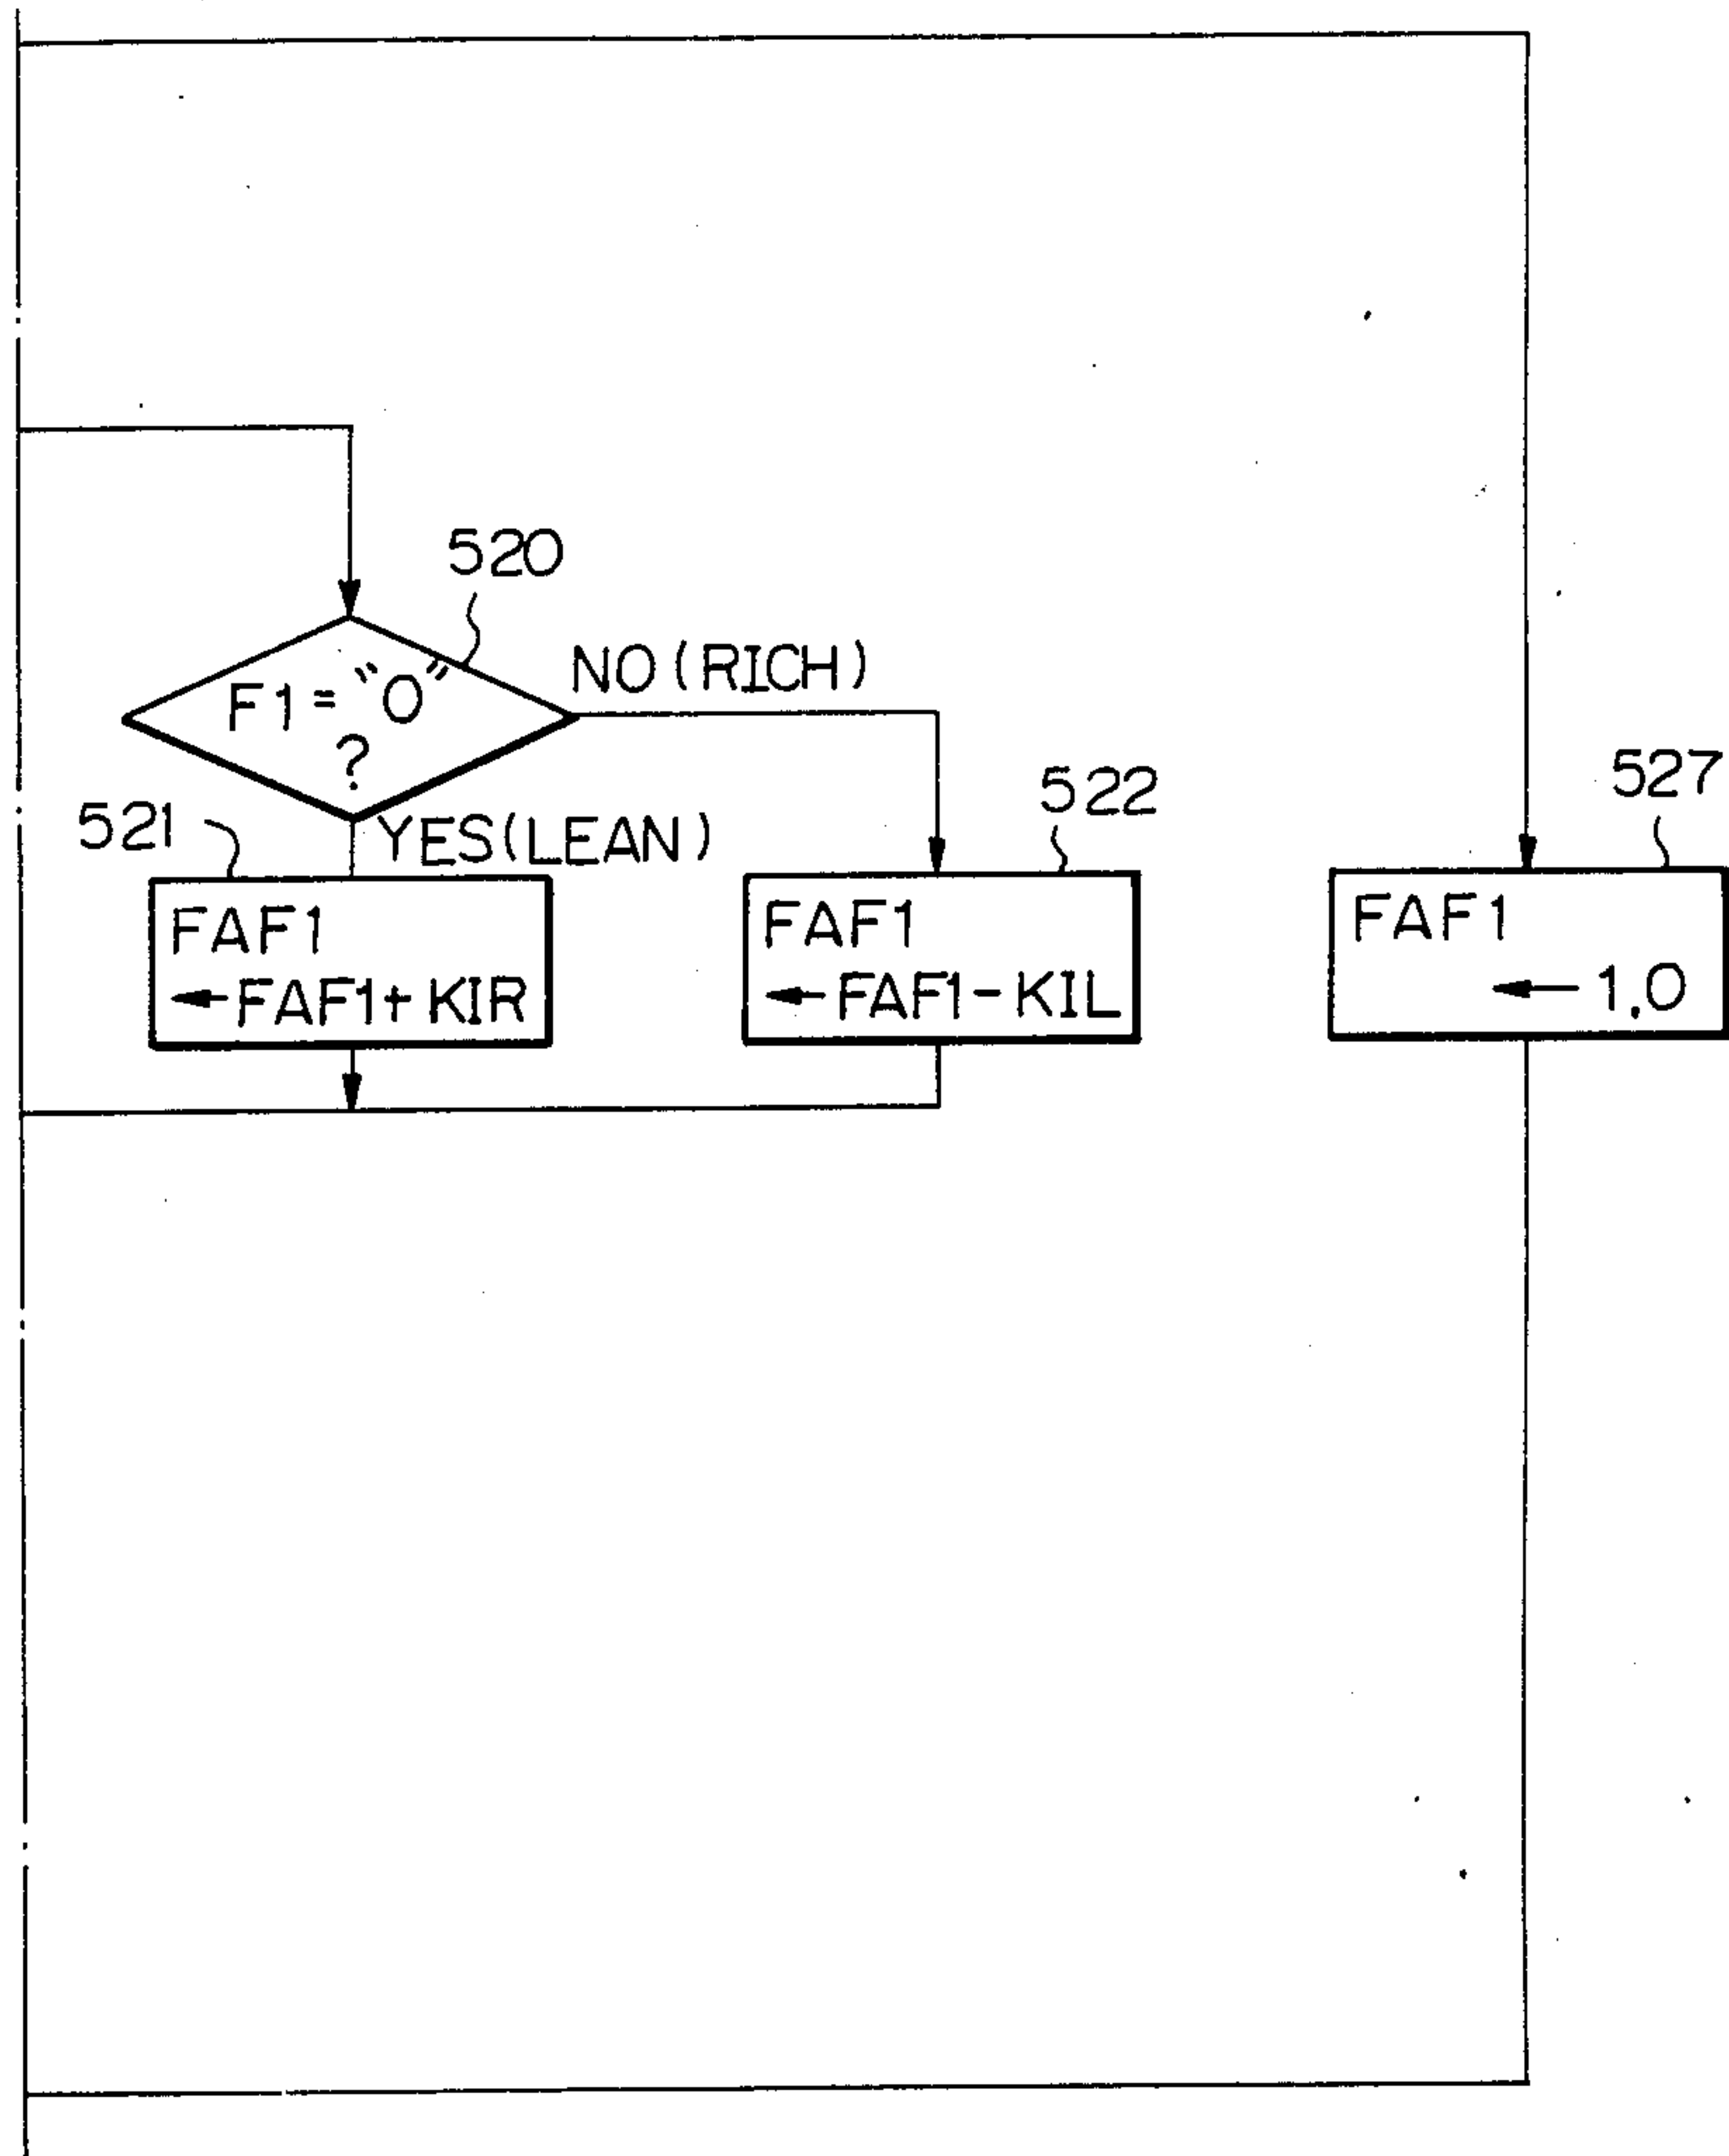 520
F1="0"
?
NO(RICH)
YES(LEAN)
521
FAF1
←FAF1+KIR
522
FAF1
←FAF1-KIL
527
FAF1
←1.0